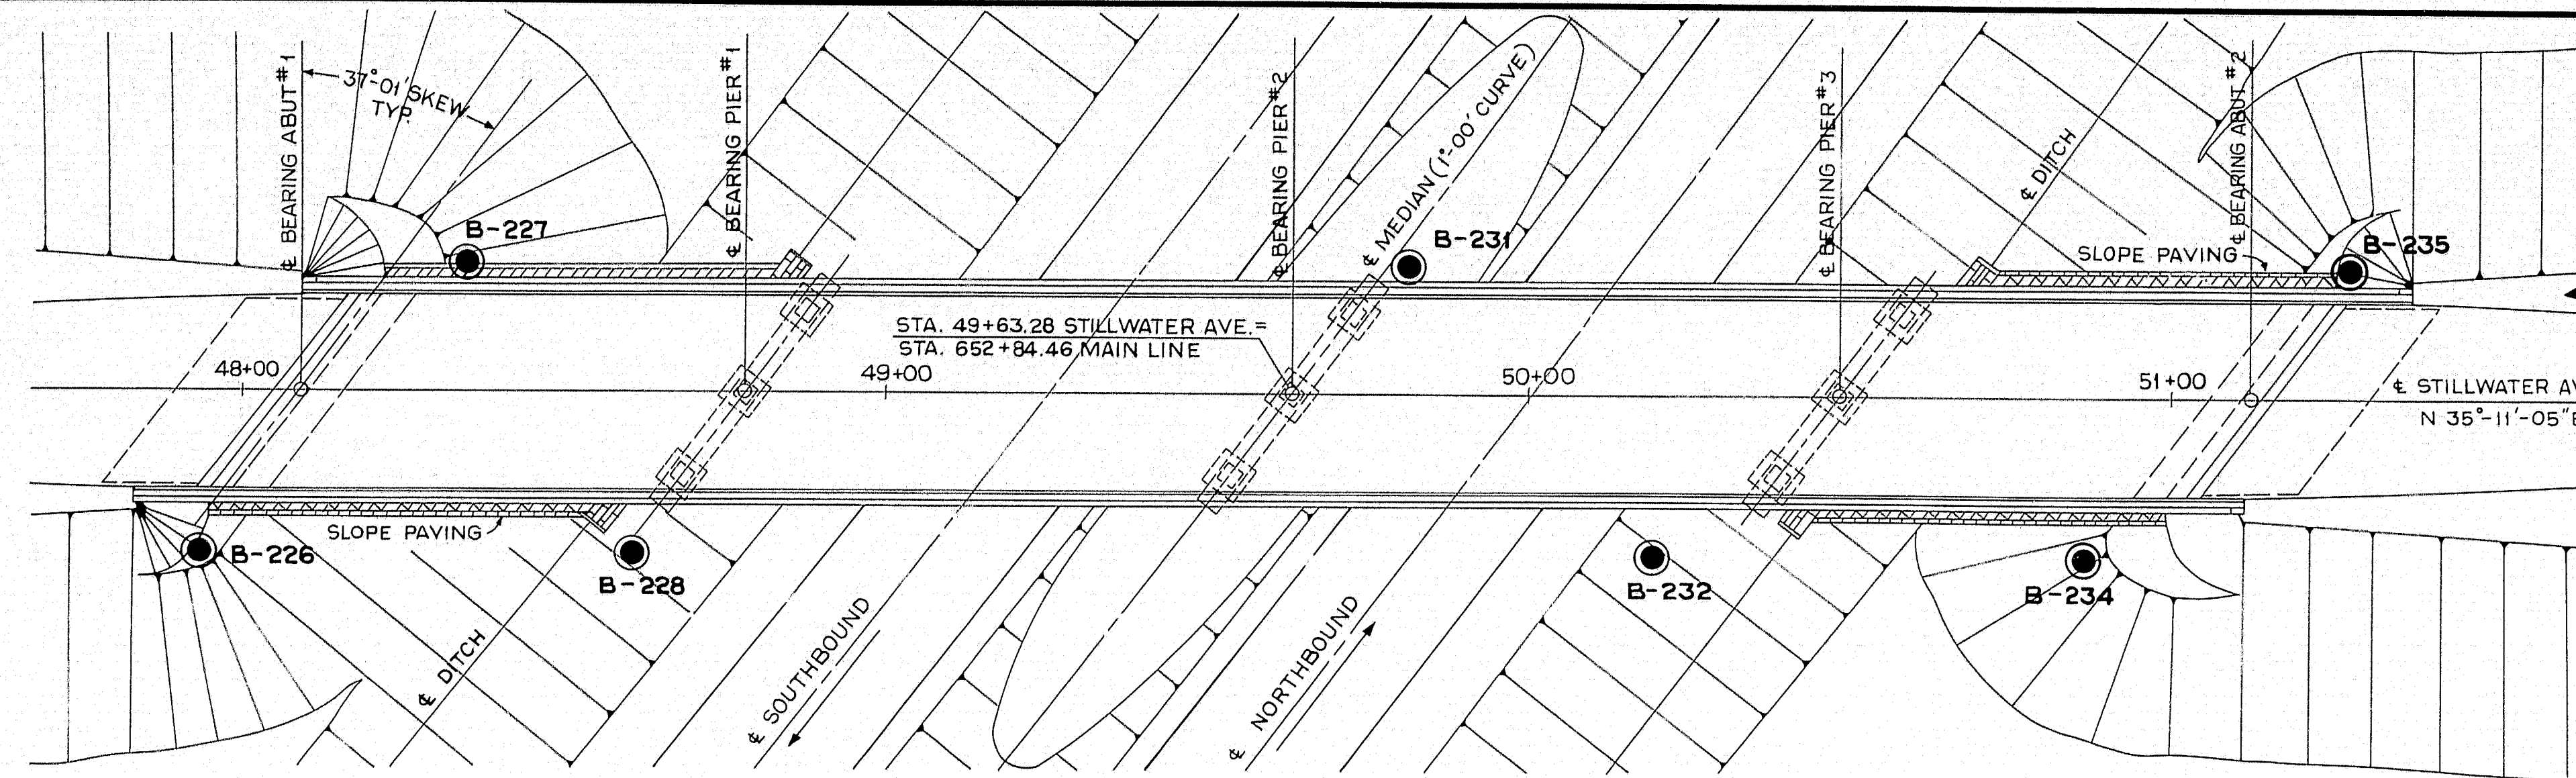 ℄ BEARING ABUT #1
37°-01' SKEW
TYP.
℄ BEARING PIER #1
℄ BEARING PIER #2
℄ MEDIAN (1°-00' CURVE)
℄ BEARING PIER #3
℄ DITCH
℄ BEARING ABUT #2
B-227
B-231
SLOPE PAVING
B-235
STA. 49+63.28 STILLWATER AVE.=
STA. 652+84.46 MAIN LINE
48+00
49+00
50+00
51+00
℄ STILLWATER AV
N 35°-11'-05"E
SLOPE PAVING
B-226
B-228
B-232
B-234
℄ DITCH
℄ SOUTHBOUND
℄ NORTHBOUND